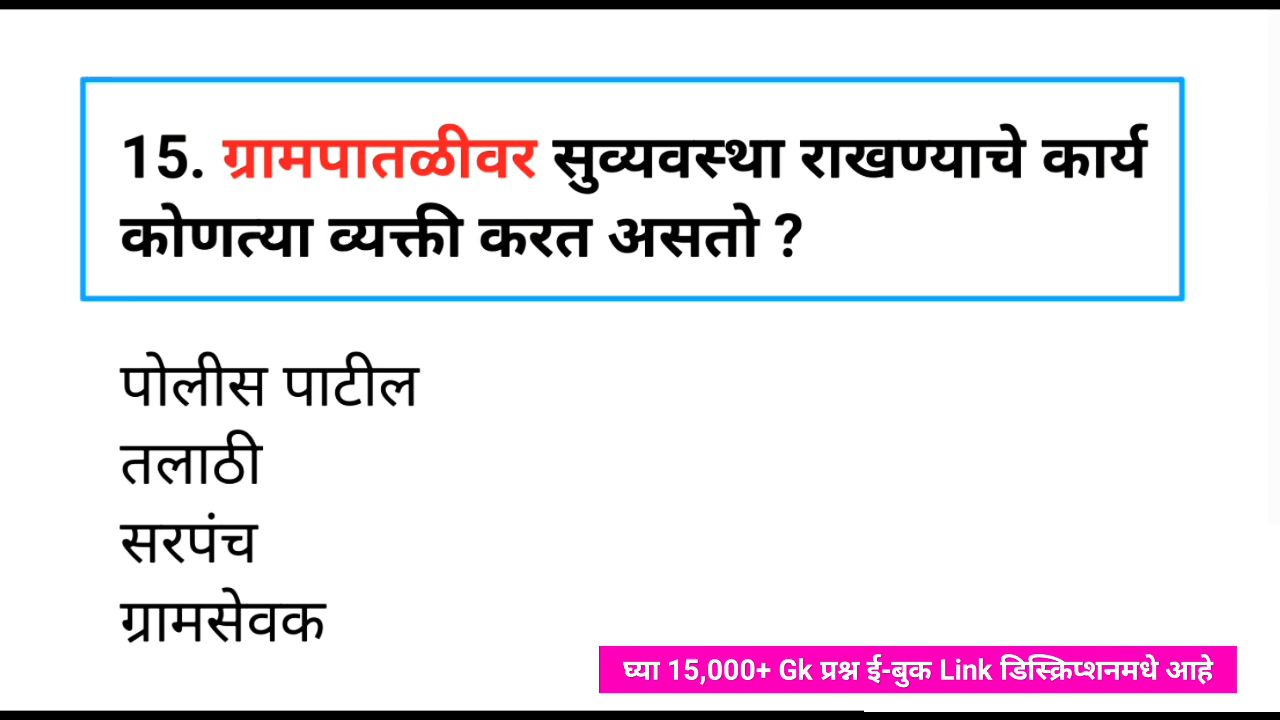 15. ग्रामपातळीवर सुव्यवस्था राखण्याचे कार्य
कोणत्या व्यक्ती करत असतो ?
पोलीस पाटील
तलाठी
सरपंच
ग्रामसेवक
घ्या 15,000+ Gk प्रश्न ई-बुक Link डिस्क्रिप्शनमधे आहे